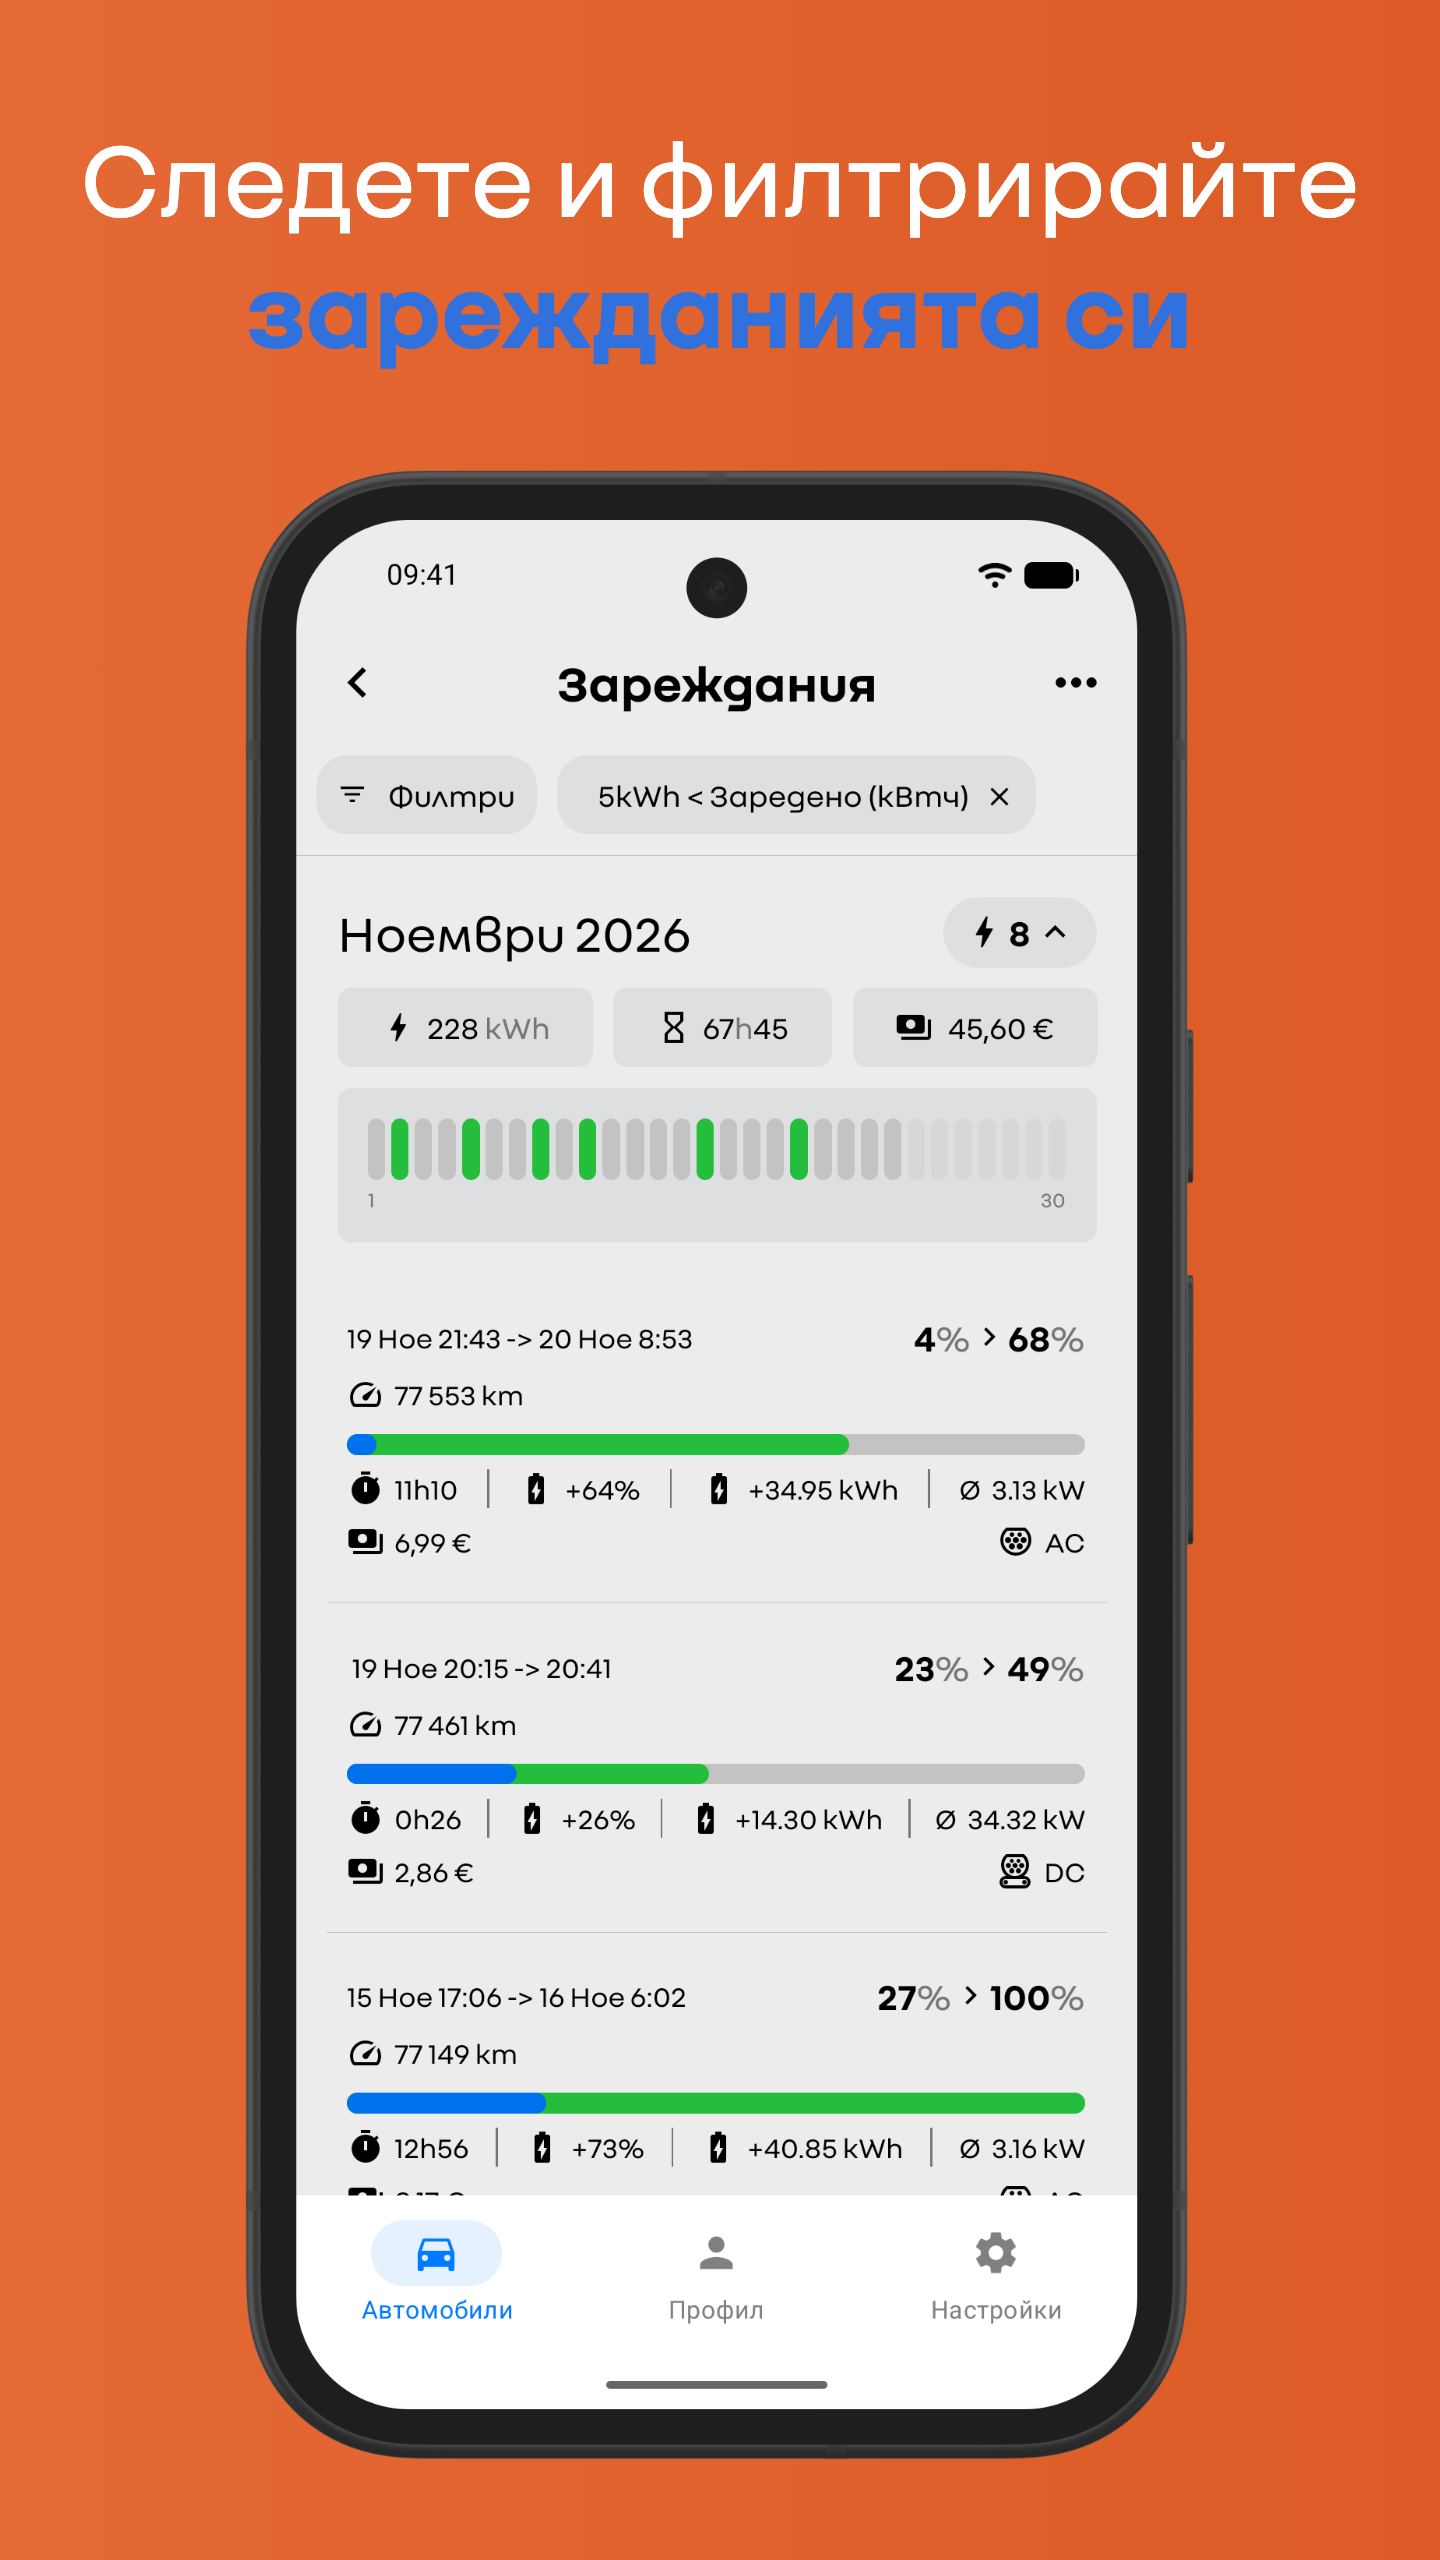 Следете и филтрирайте
зарежданията си
09:41
Зареждания
Филтри
5kWh < Заредено (кВтч)
Ноември 2026
8
228 kWh
67h45
45,60 €
1
30
19 Ное 21:43 -> 20 Ное 8:53
4% > 68%
77 553 km
11h10
+64%
+34.95 kWh
Ø 3.13 kW
6,99 €
AC
19 Ное 20:15 -> 20:41
23% > 49%
77 461 km
0h26
+26%
+14.30 kWh
Ø 34.32 kW
2,86 €
DC
15 Ное 17:06 -> 16 Ное 6:02
27% > 100%
77 149 km
12h56
+73%
+40.85 kWh
Ø 3.16 kW
Автомобили
Профил
Настройки